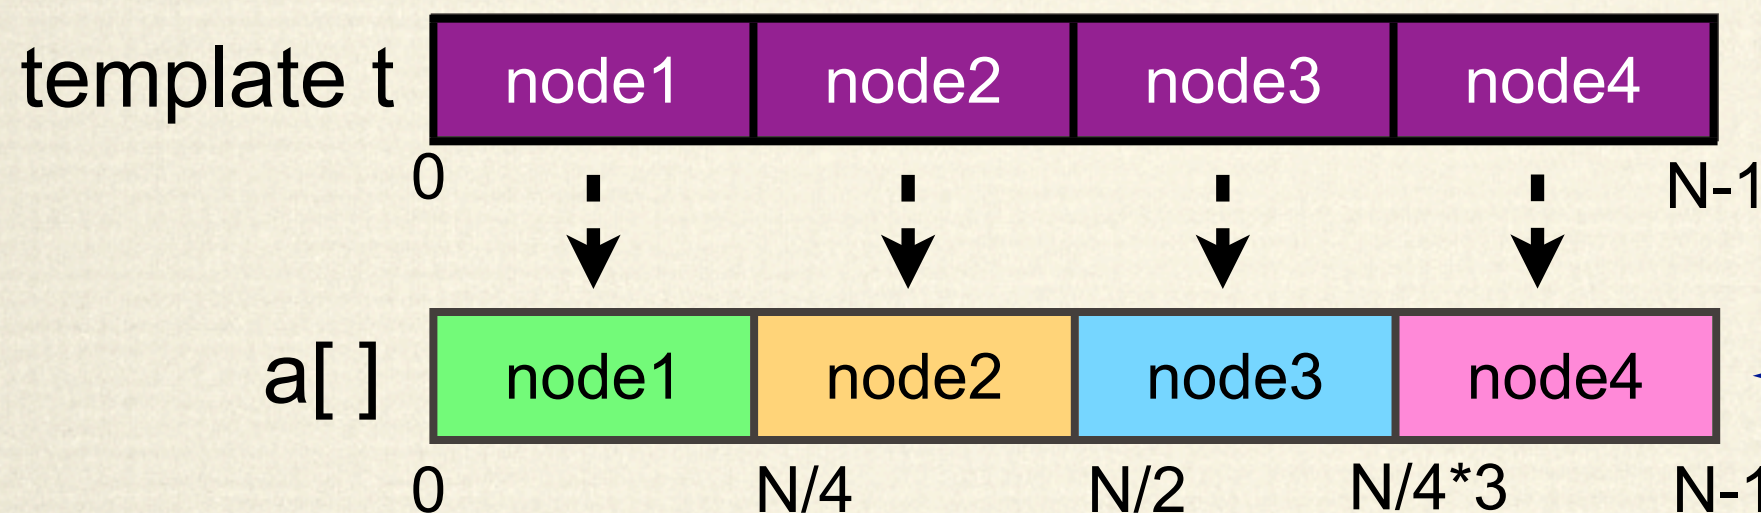 template t node1 node2 node3 node4
0 N-1
a[ ] node1 node2 node3 node4
0 N/4 N/2 N/4*3 N-1